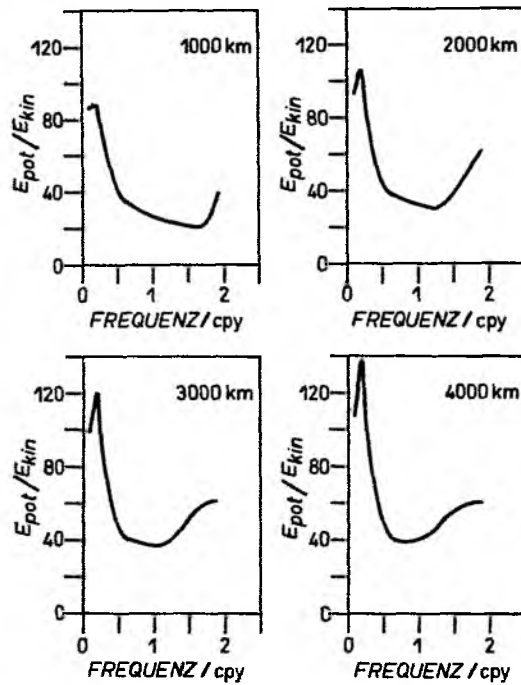 1000 km
E_pot/E_kin
120
80
40
0
0 1 2
FREQUENZ/cpy
2000 km
E_pot/E_kin
120
80
40
0
0 1 2
FREQUENZ/cpy
3000 km
E_pot/E_kin
120
80
40
0
0 1 2
FREQUENZ/cpy
4000 km
E_pot/E_kin
120
80
40
0
0 1 2
FREQUENZ/cpy